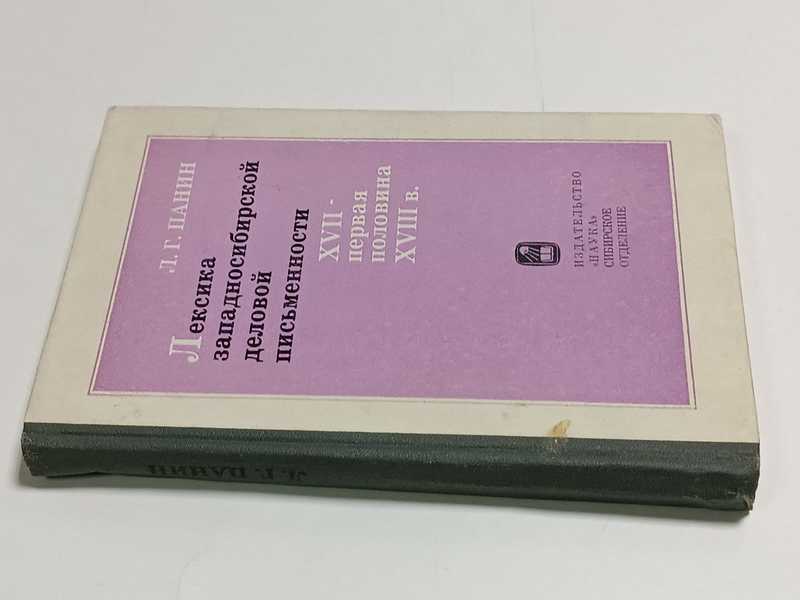 Л. Г. ПАНИН
Лексика
западносибирской
деловой
письменности
XVII -
первая
половина
XVIII в.
ИЗДАТЕЛЬСТВО
«НАУКА»
СИБИРСКОЕ
ОТДЕЛЕНИЕ
Л. Г. ПАНИН